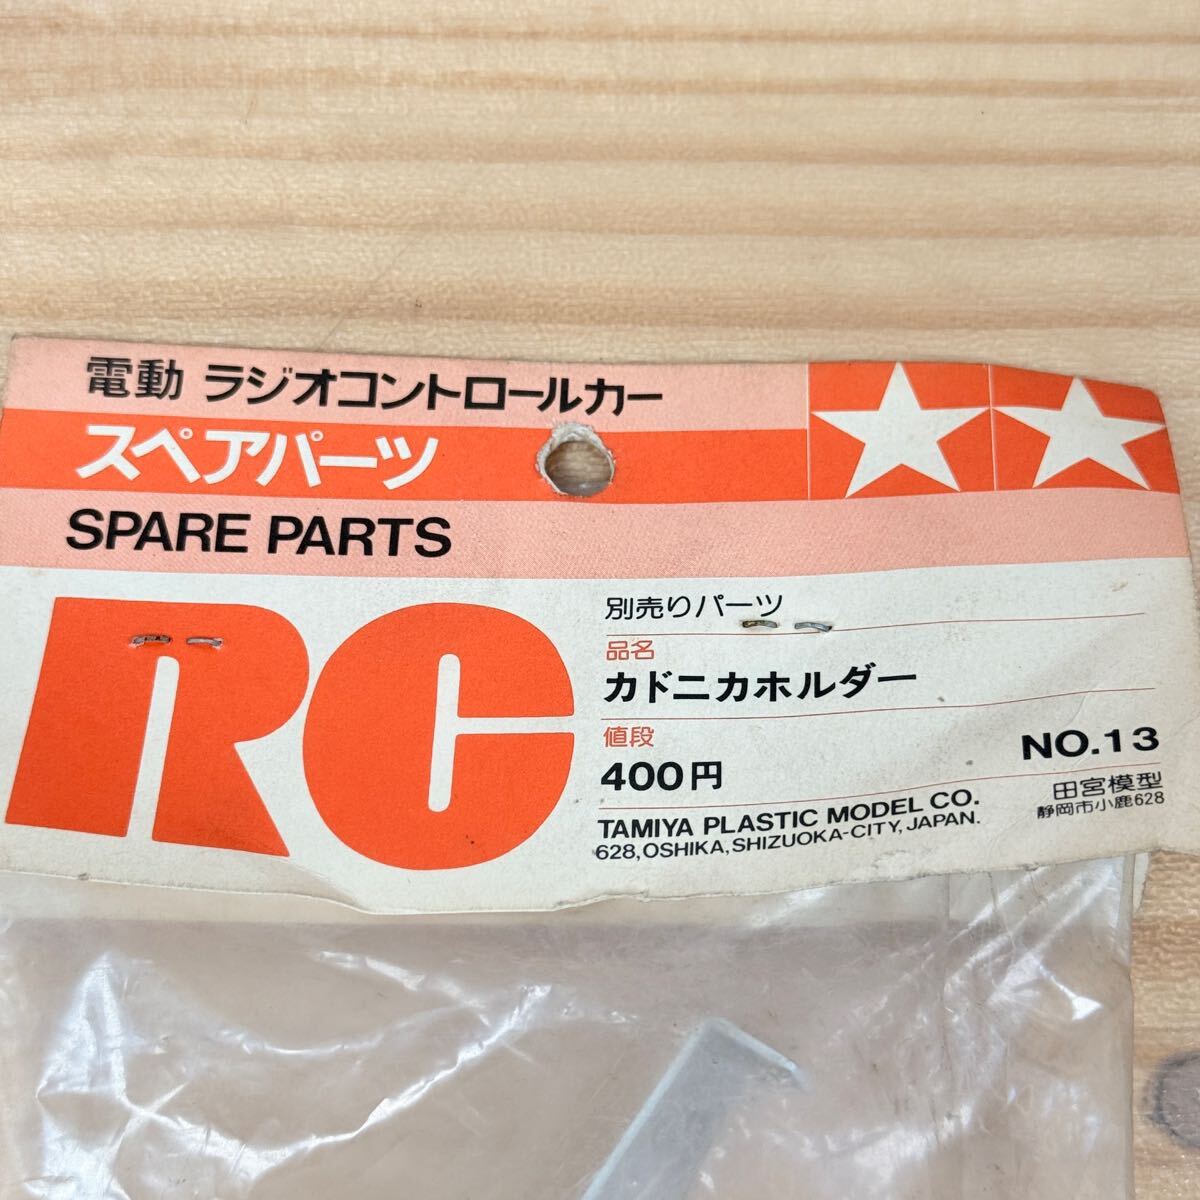 電動 ラジオコントロールカー
スペアパーツ
SPARE PARTS
RC
別売りパーツ
品名
カドニカホルダー
値段
400円
NO.13
TAMIYA PLASTIC MODEL CO.
628,OSHIKA,SHIZUOKA-CITY,JAPAN.
田宮模型
静岡市小鹿628